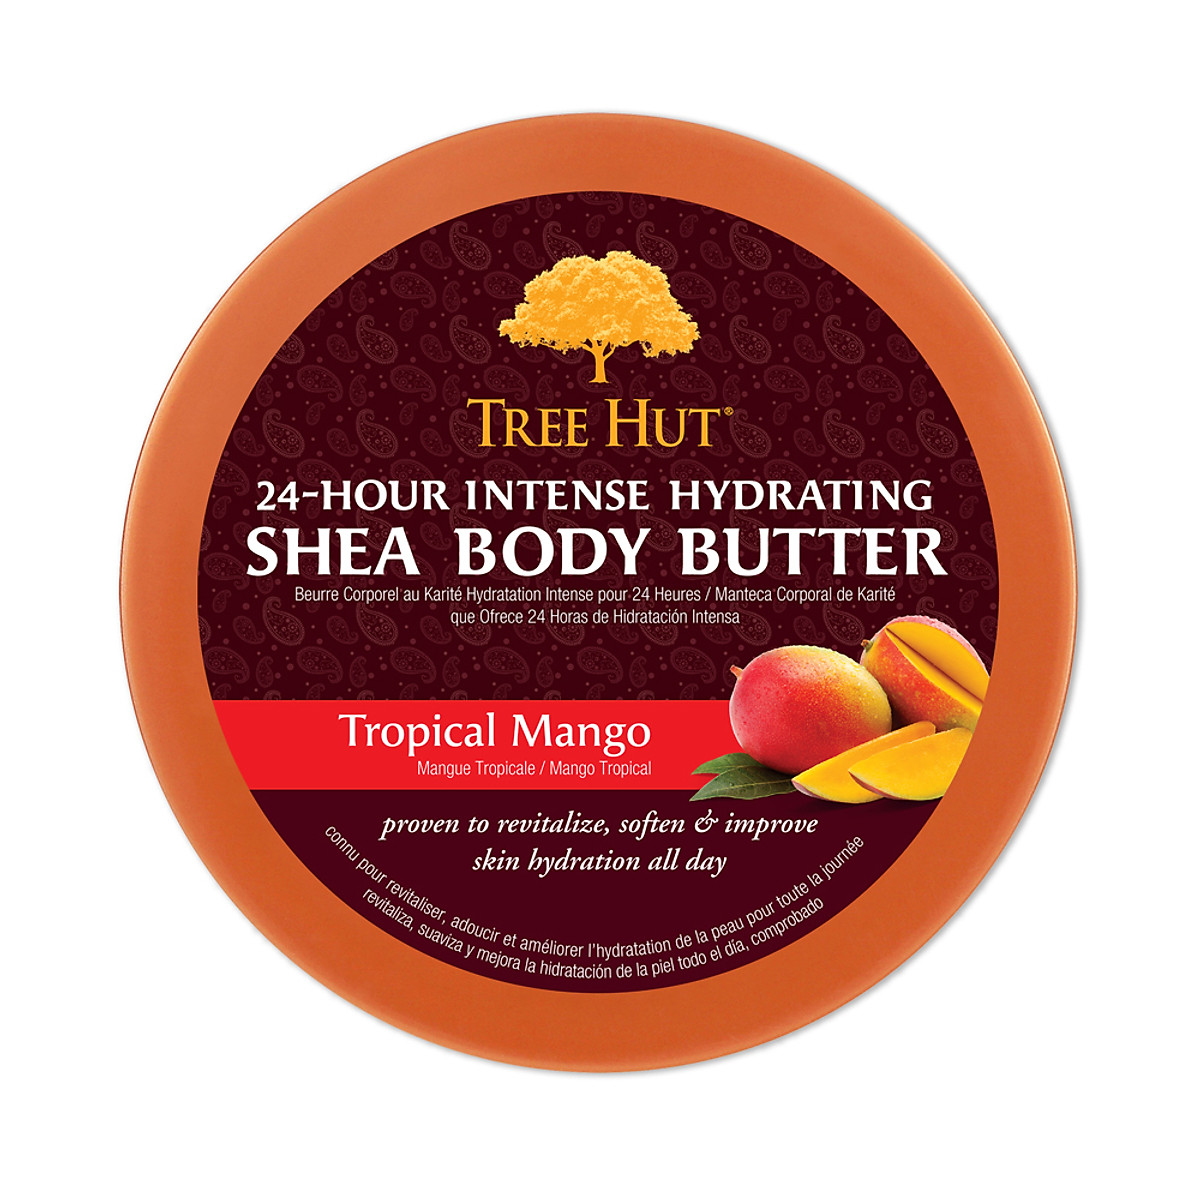 TREE HUT®
24-HOUR INTENSE HYDRATING
SHEA BODY BUTTER
Beurre Corporel au Karité Hydratation Intense pour 24 Heures / Manteca Corporal de Karité
que Ofrece 24 Horas de Hidratación Intensa
Tropical Mango
Mangue Tropicale / Mango Tropical
proven to revitalize, soften & improve
skin hydration all day
connu pour revitaliser, adoucir et améliorer l'hydratation de la peau pour toute la journée
revitaliza, suaviza y mejora la hidratación de la piel todo el día, comprobado